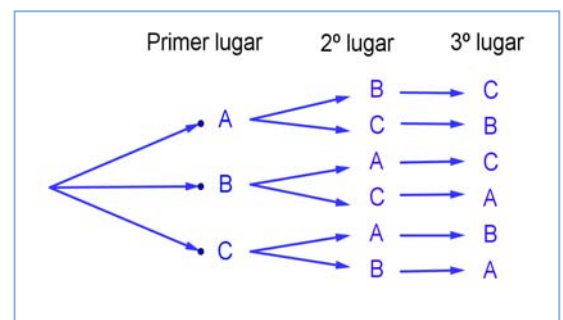 Primer lugar 2º lugar 3º lugar
B C
A
C B
A C
B
C A
A B
C
B A